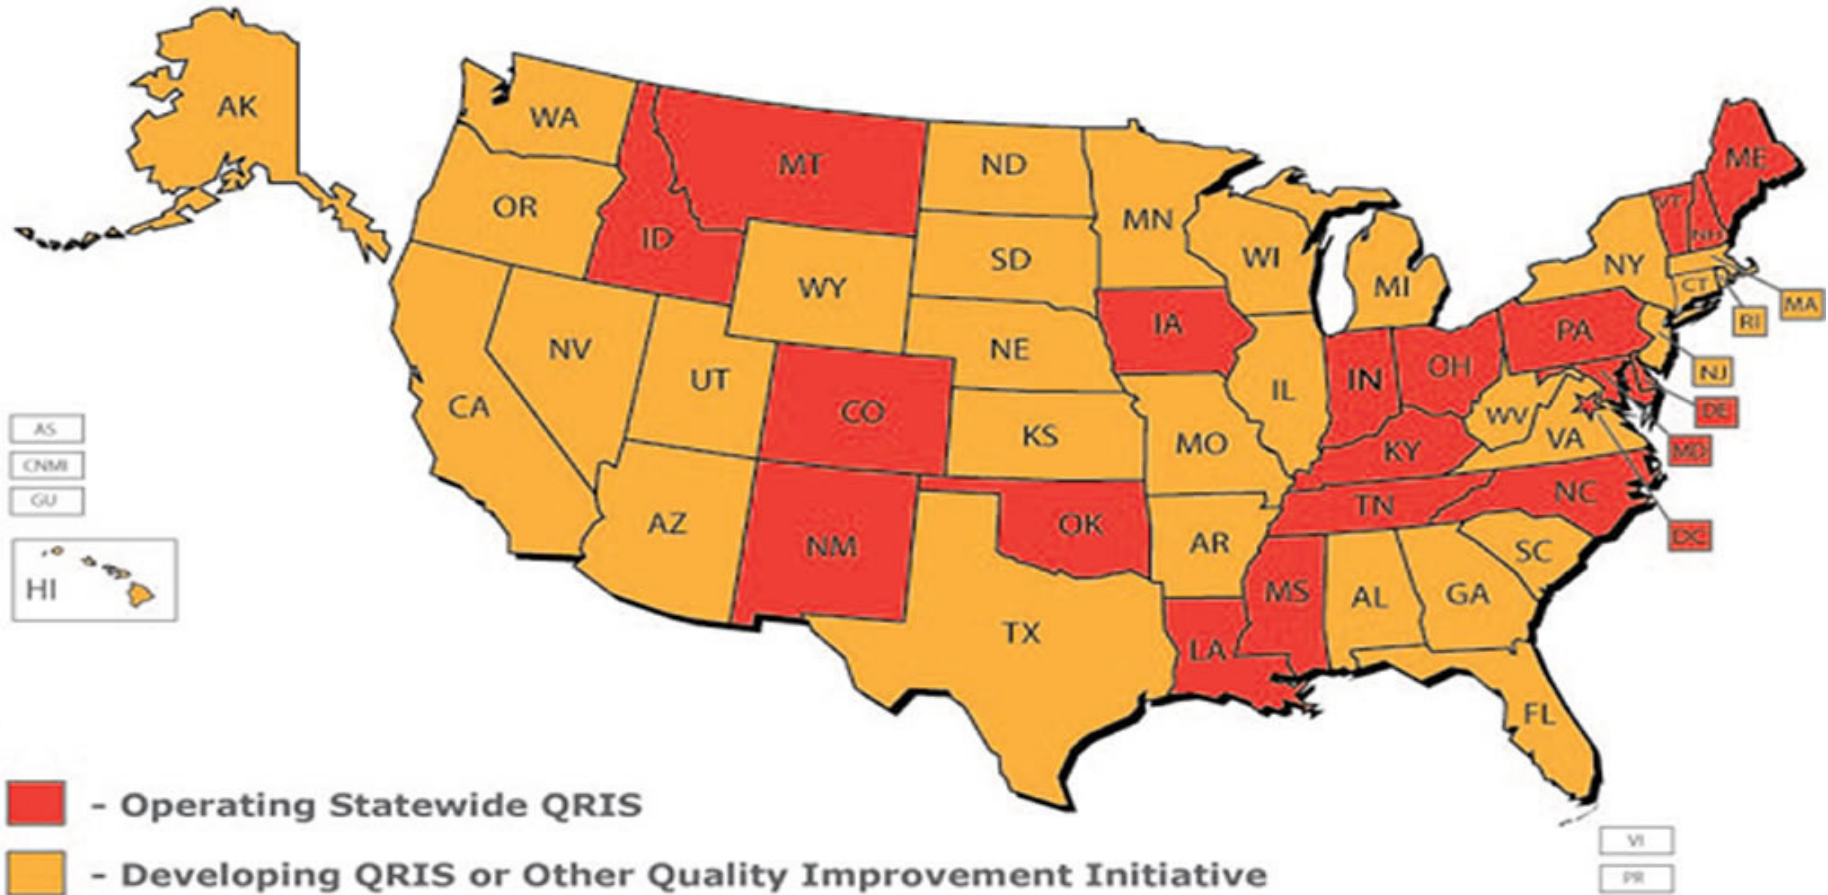 AK
WA
MT
ND
MN
ME
VT
NH
OR
ID
SD
WI
MI
NY
MA
CT
RI
WY
IA
PA
NV
UT
NE
IL
IN
OH
NJ
CA
CO
KS
MO
KY
WV
VA
DE
MD
AS
CNMI
GU
AZ
NM
OK
AR
TN
NC
DC
SC
HI
TX
MS
AL
GA
LA
FL
- Operating Statewide QRIS
- Developing QRIS or Other Quality Improvement Initiative
VI
PR